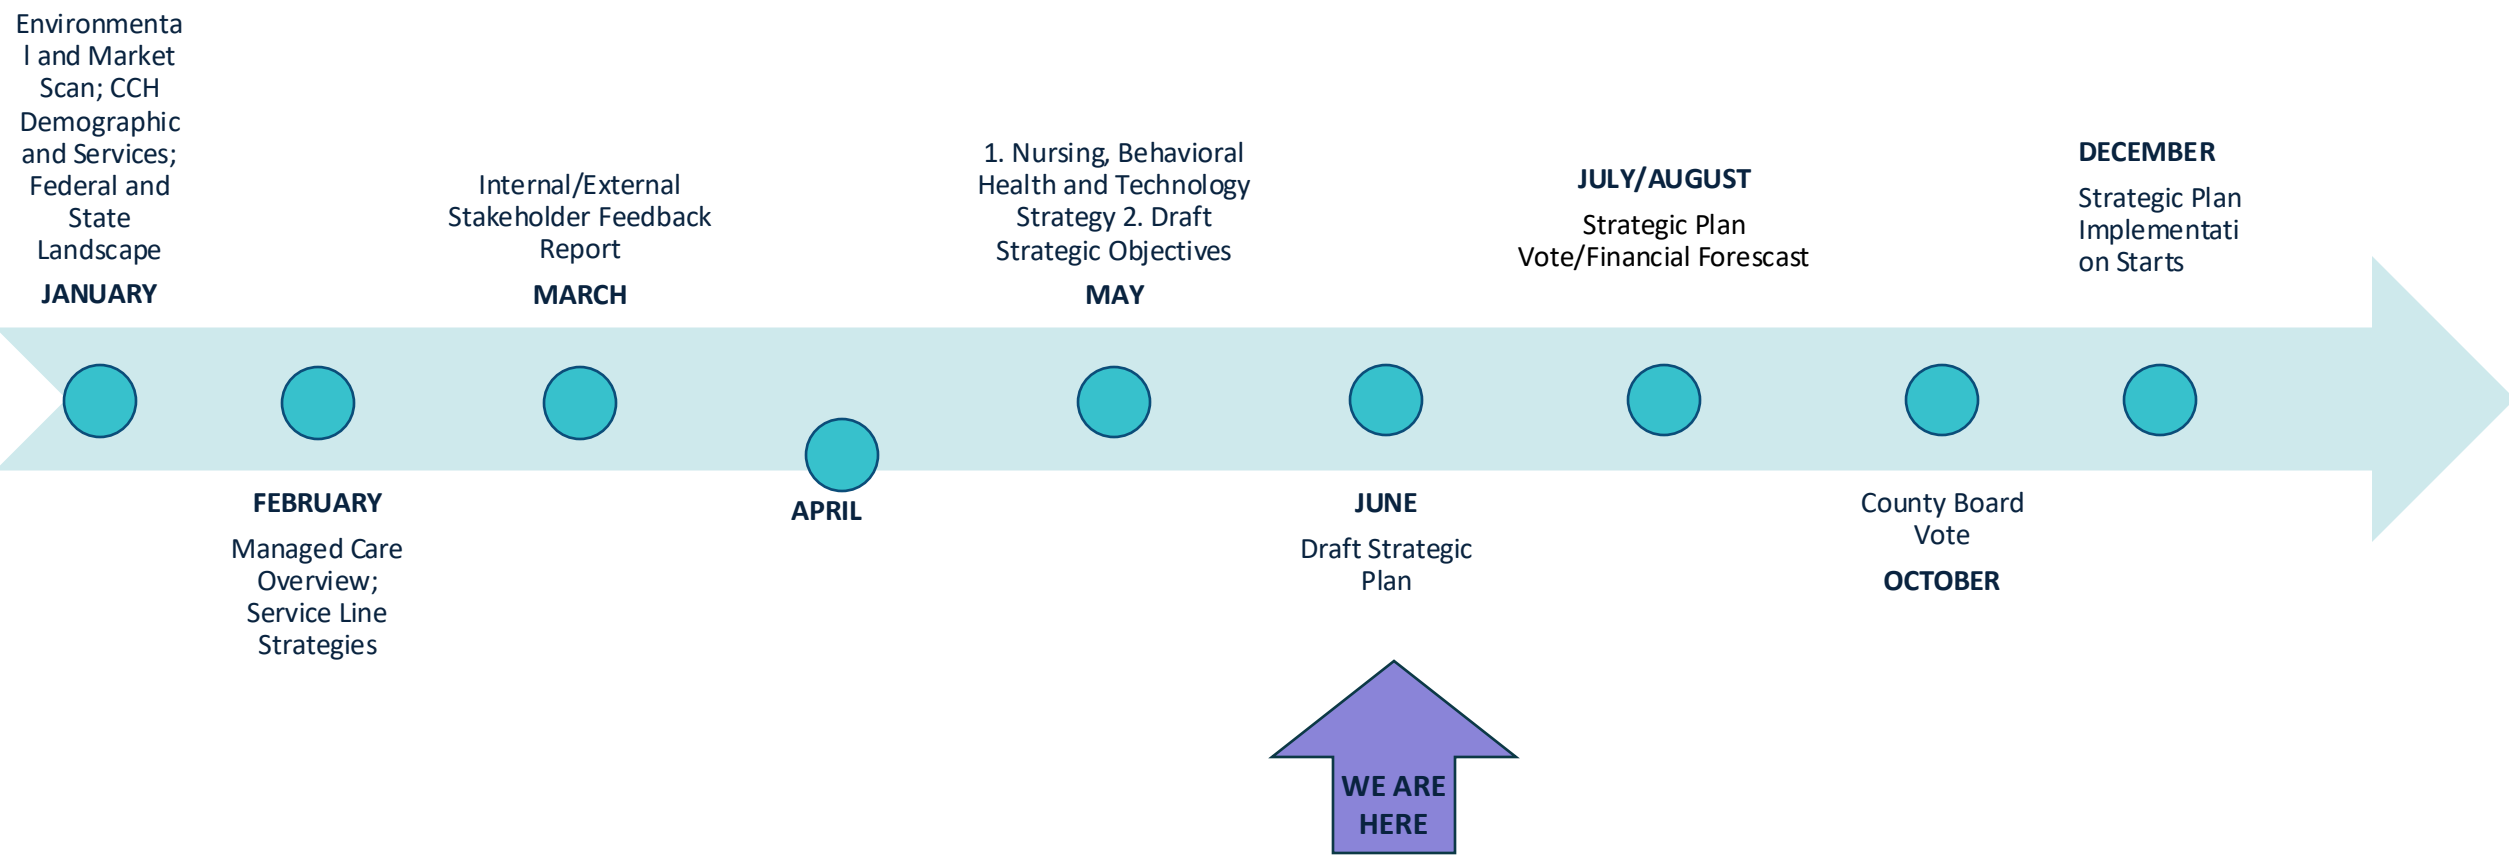 Environmenta
l and Market
Scan; CCH
Demographic
and Services;
Federal and
State
Landscape
JANUARY
FEBRUARY
Managed Care
Overview;
Service Line
Strategies
Internal/External
Stakeholder Feedback
Report
MARCH
APRIL
1. Nursing, Behavioral
Health and Technology
Strategy 2. Draft
Strategic Objectives
MAY
JUNE
Draft Strategic
Plan
JULY/AUGUST
Strategic Plan
Vote/Financial Forescast
County Board
Vote
OCTOBER
DECEMBER
Strategic Plan
Implementati
on Starts
WE ARE
HERE